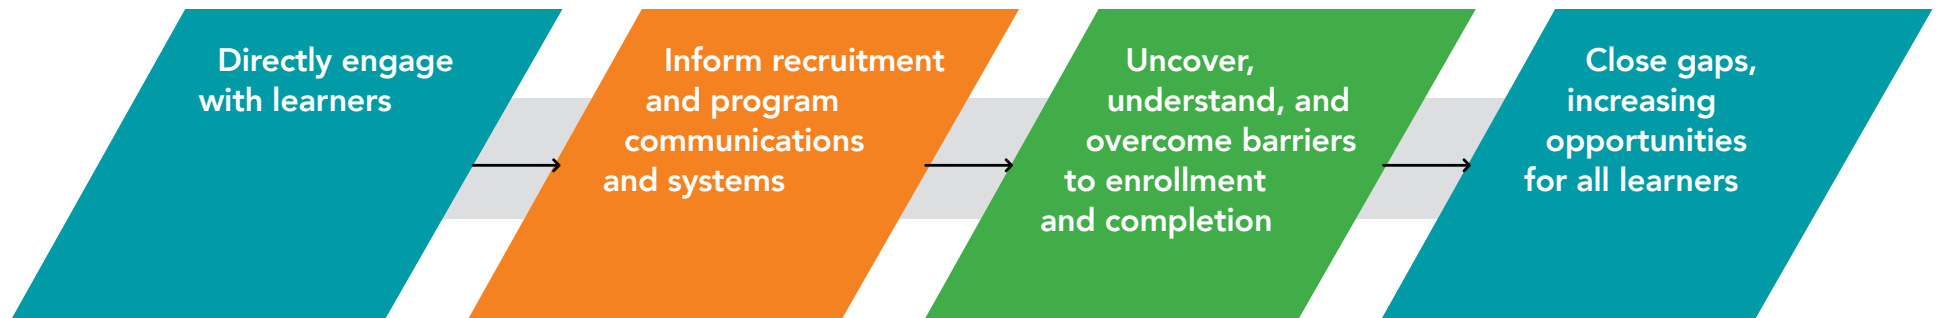 Directly engage
with learners
Inform recruitment
and program
communications
and systems
Uncover,
understand, and
overcome barriers
to enrollment
and completion
Close gaps,
increasing
opportunities
for all learners